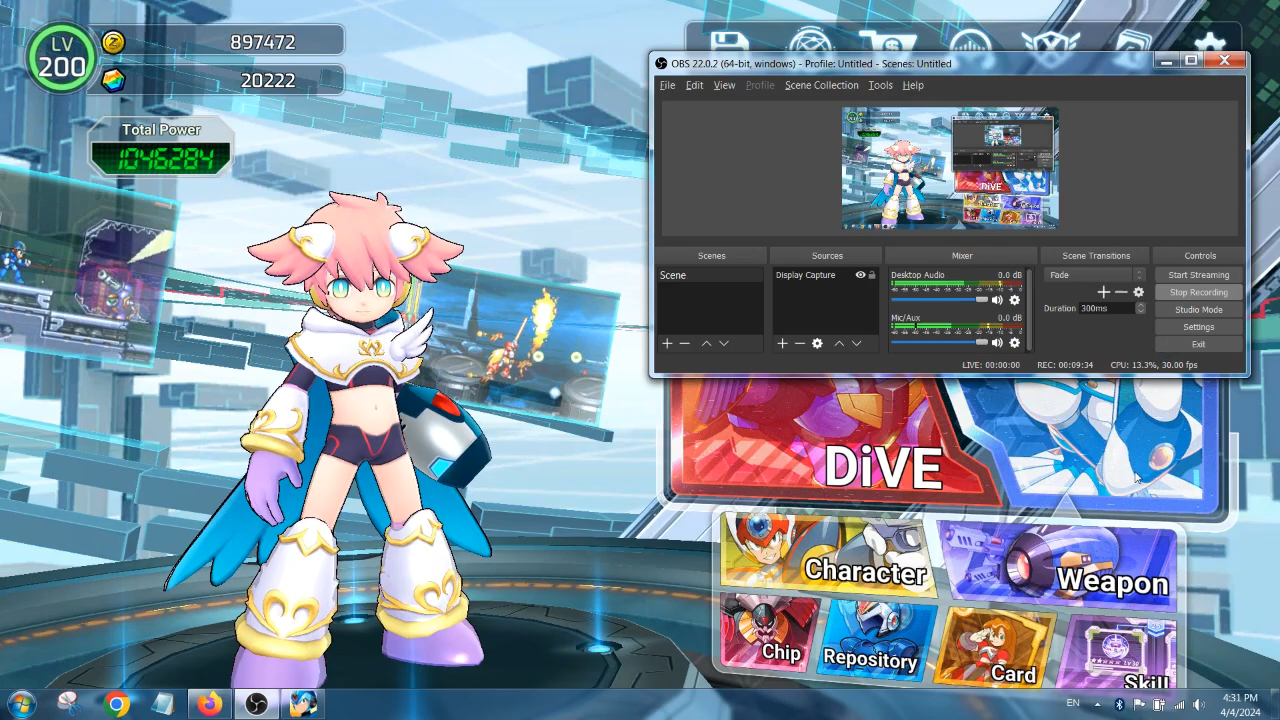 LV
200
897472
20222
Total Power
1046284
OBS 22.0.2 (64-bit, windows) - Profile: Untitled - Scenes: Untitled
File Edit View Profile Scene Collection Tools Help
DiVE
Scenes
Sources
Mixer
Scene Transitions
Controls
Scene
Display Capture
Desktop Audio 0.0 dB
Mic/Aux 0.0 dB
Fade
Duration 300ms
Start Streaming
Stop Recording
Studio Mode
Settings
Exit
LIVE: 00:00:00 REC: 00:09:34 CPU: 13.3%, 30.00 fps
DiVE
Character
Weapon
Chip
Repository
Card
Skill
EN
4:31 PM
4/4/2024